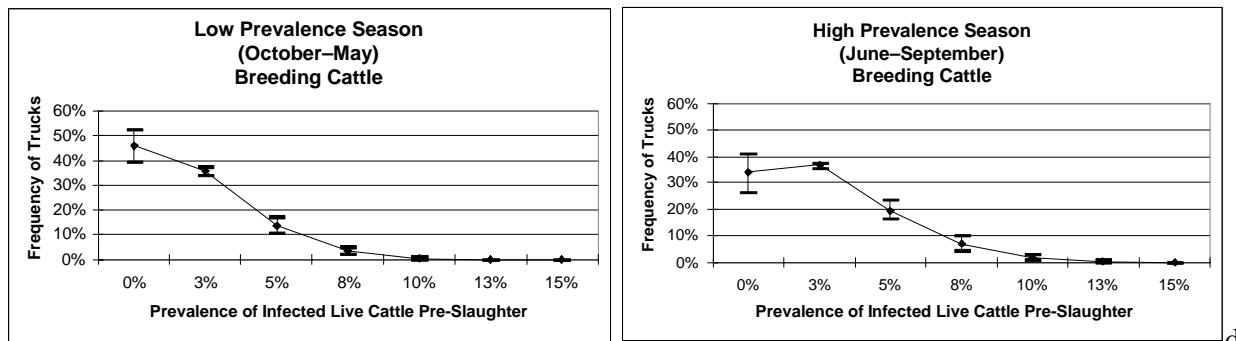 Low Prevalence Season
(October–May)
Breeding Cattle
Frequency of Trucks
60%
50%
40%
30%
20%
10%
0%
0% 3% 5% 8% 10% 13% 15%
Prevalence of Infected Live Cattle Pre-Slaughter
High Prevalence Season
(June–September)
Breeding Cattle
Frequency of Trucks
60%
50%
40%
30%
20%
10%
0%
0% 3% 5% 8% 10% 13% 15%
Prevalence of Infected Live Cattle Pre-Slaughter
d